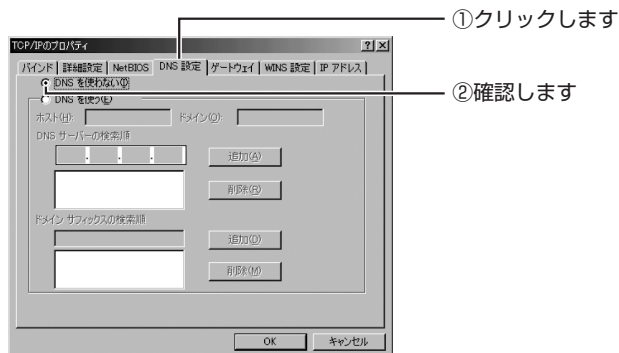 ①クリックします
TCP/IPのプロパティ
バインド 詳細設定 NetBIOS DNS 設定 ゲートウェイ WINS 設定 IP アドレス
DNS を使わない(I)
②確認します
DNS を使う(E)
ホスト(H): ドメイン(O):
DNS サーバーの検索順
. . . 追加(A)
削除(R)
ドメイン サフィックスの検索順
追加(D)
削除(M)
OK キャンセル